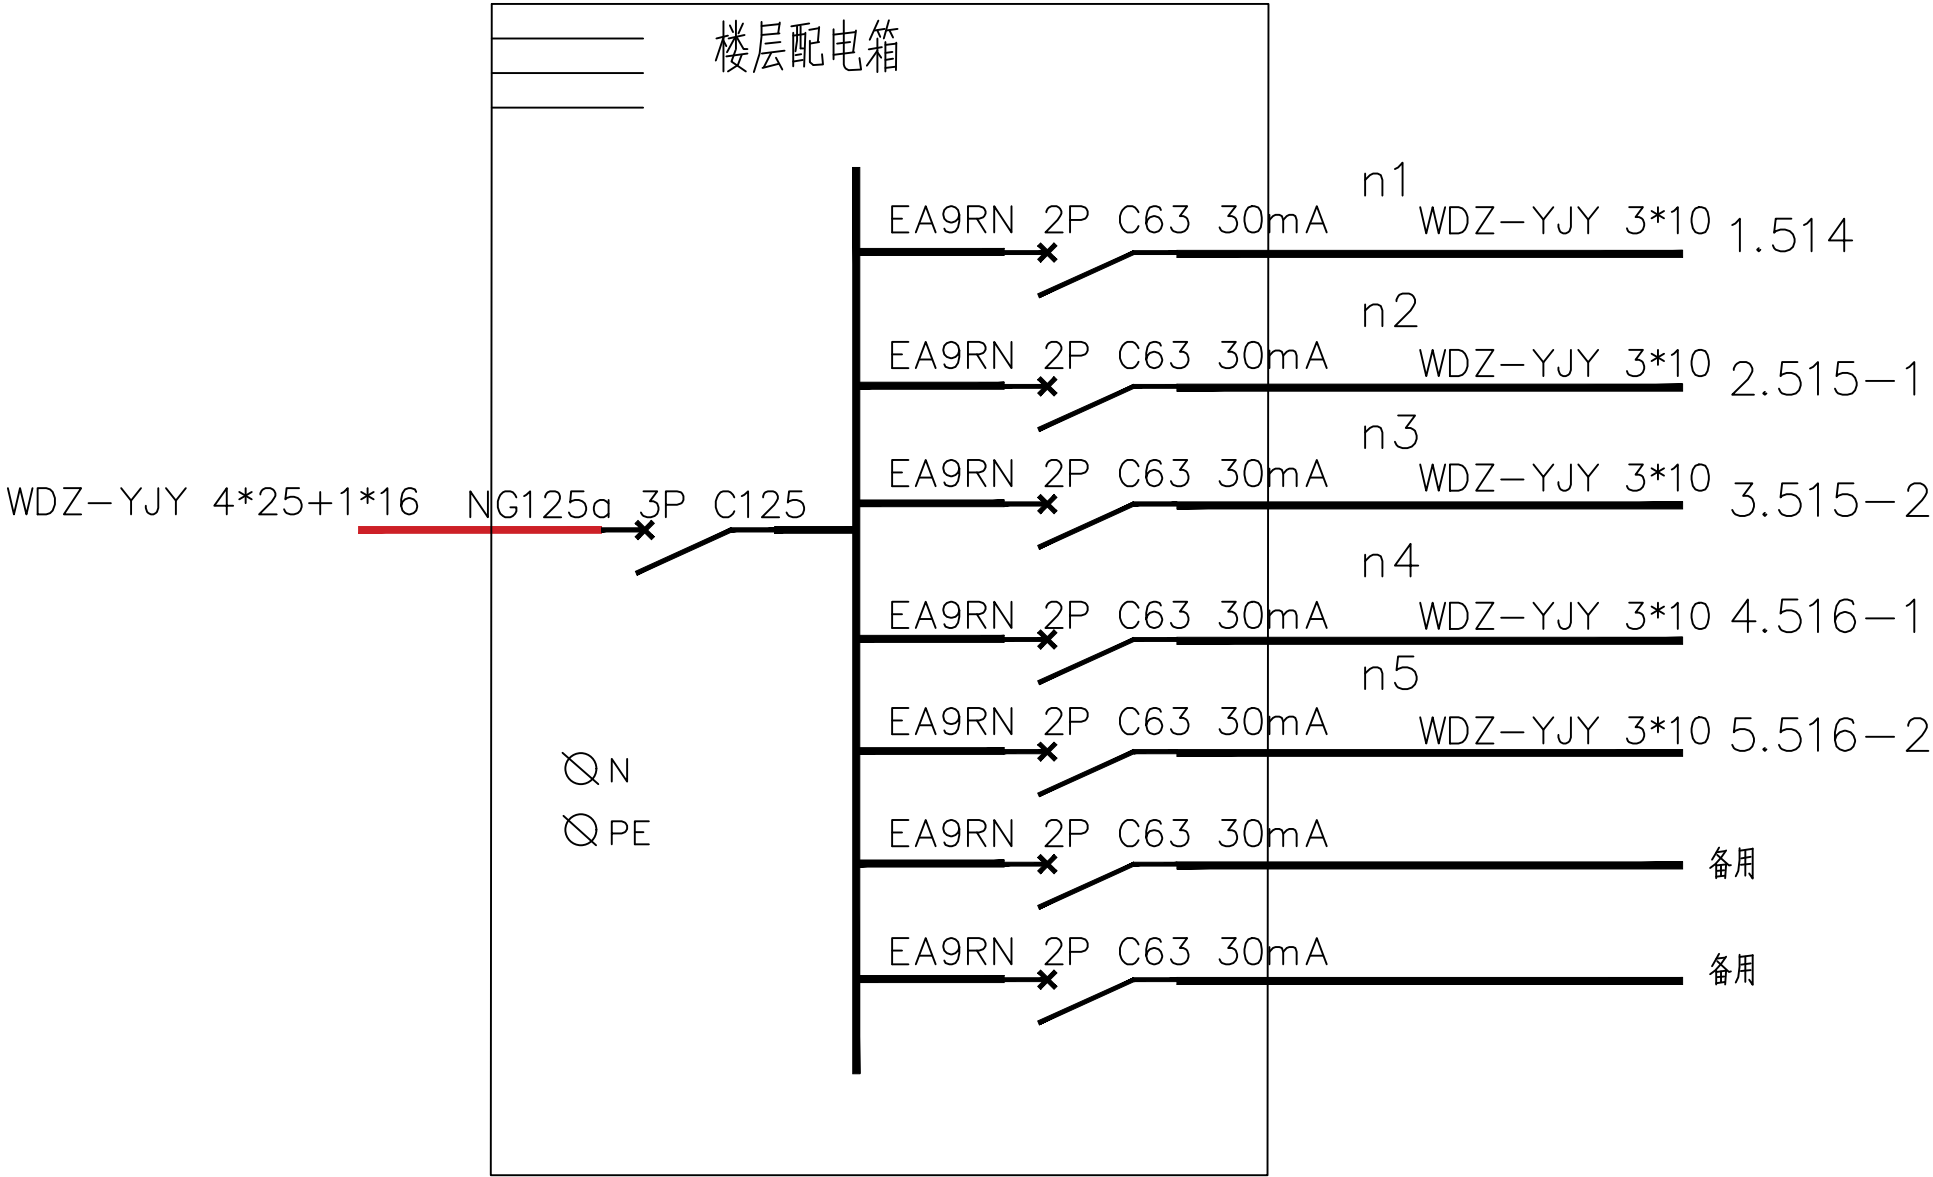 楼层配电箱
n1
EA9RN 2P C63 30mA WDZ-YJY 3*10 1.514
n2
EA9RN 2P C63 30mA WDZ-YJY 3*10 2.515-1
n3
EA9RN 2P C63 30mA WDZ-YJY 3*10 3.515-2
WDZ-YJY 4*25+1*16 NG125a 3P C125
n4
EA9RN 2P C63 30mA WDZ-YJY 3*10 4.516-1
n5
EA9RN 2P C63 30mA WDZ-YJY 3*10 5.516-2
N
PE
EA9RN 2P C63 30mA 备用
EA9RN 2P C63 30mA 备用